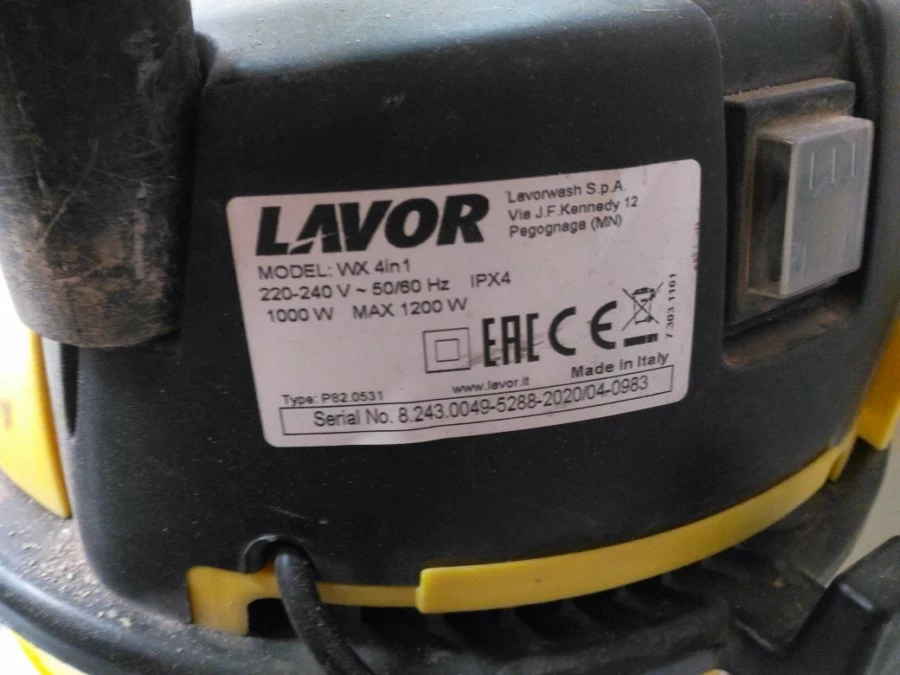 LAVOR
Lavorwash S.p.A.
Via J.F.Kennedy 12
Pegognaga (MN)
MODEL: WX 4in1
220-240 V ~ 50/60 Hz IPX4
1000 W MAX 1200 W
EAC CE
7.303.1101
Made in Italy
Type: P82.0531
www.lavor.it
Serial No. 8.243.0049-5288-2020/04-0983